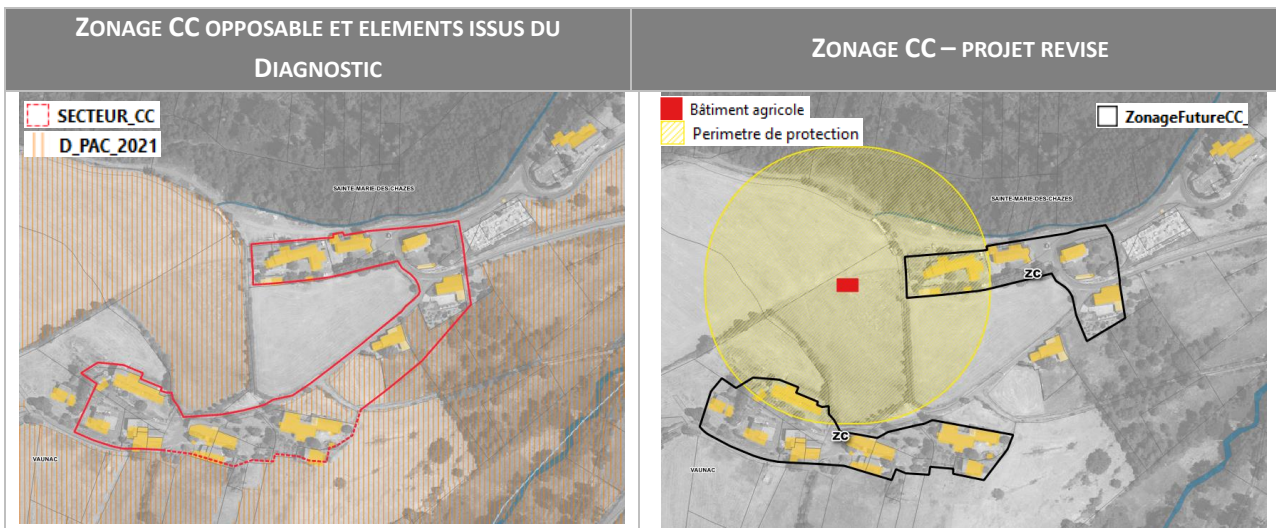 ZONAGE CC OPPOSABLE ET ELEMENTS ISSUS DU
DIAGNOSTIC
ZONAGE CC – PROJET REVISE
SECTEUR_CC
D_PAC_2021
SAINTE-MARIE-DES-CHAZES
VAUNAC
Bâtiment agricole
Perimetre de protection
ZonageFutureCC_
SAINTE-MARIE-DES-CHAZES
ZC
ZC
VAUNAC